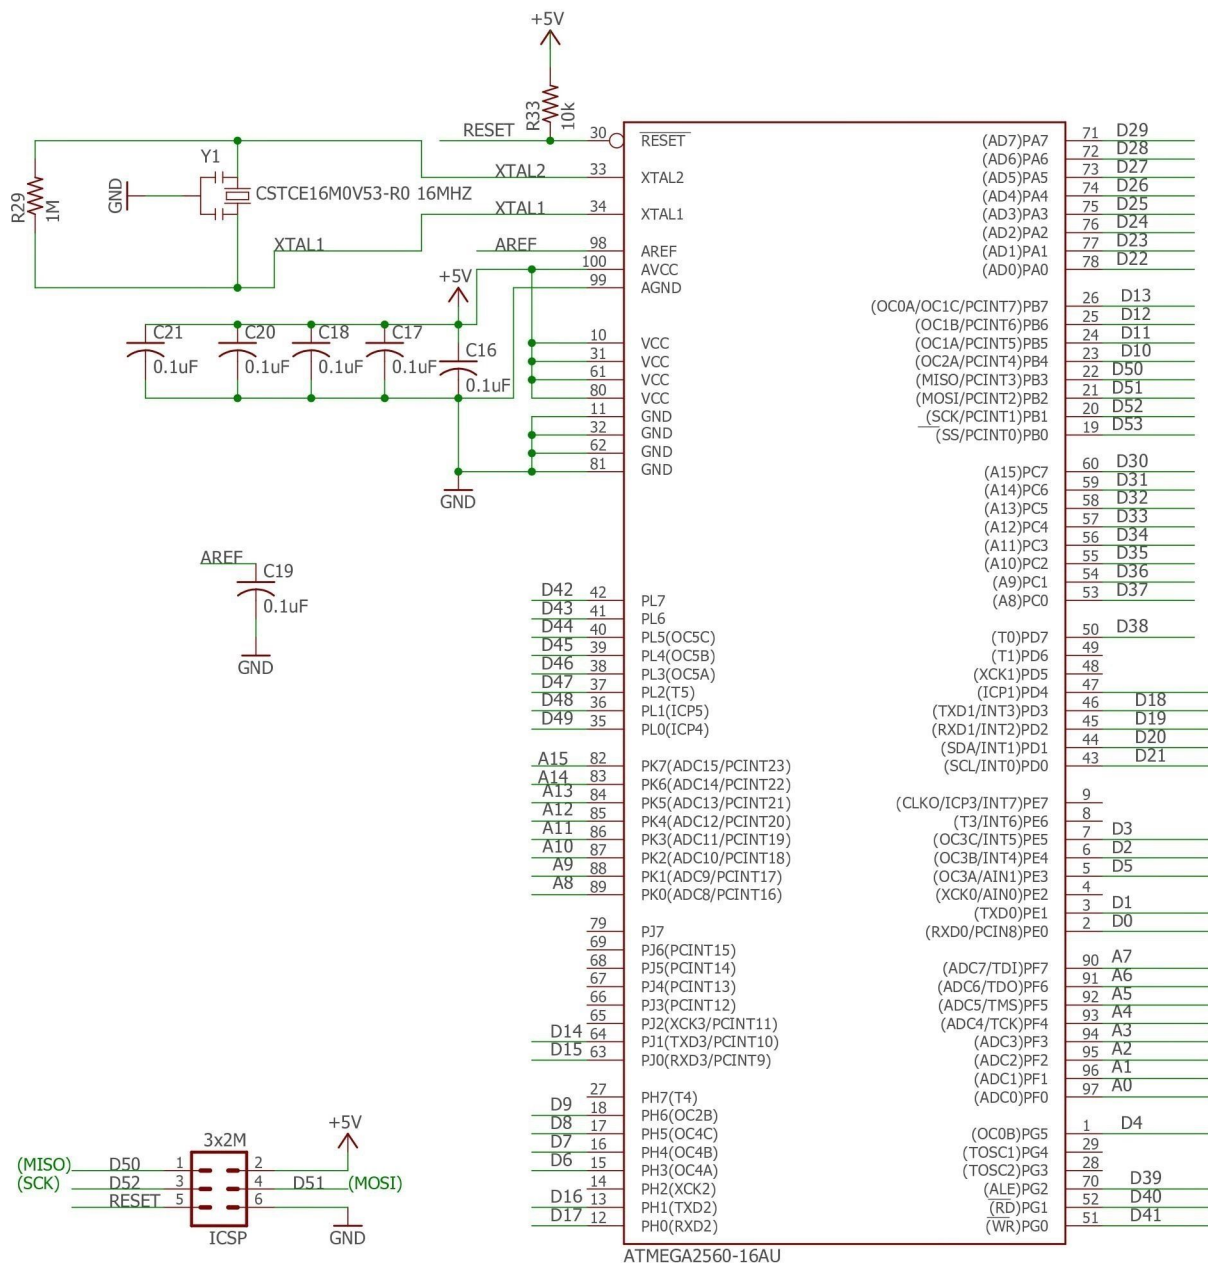 +5V
R33
10k
RESET 30 RESET
Y1
GND
CSTCE16M0V53-R0 16MHZ
R29
1M
XTAL2 33 XTAL2
XTAL1 34 XTAL1
XTAL1
AREF 98 AREF
100 AVCC
99 AGND
+5V
C21 0.1uF
C20 0.1uF
C18 0.1uF
C17 0.1uF
C16 0.1uF
10 VCC
31 VCC
61 VCC
80 VCC
11 GND
32 GND
62 GND
81 GND
GND
AREF
C19
0.1uF
GND
D42 42 PL7
D43 41 PL6
D44 40 PL5(OC5C)
D45 39 PL4(OC5B)
D46 38 PL3(OC5A)
D47 37 PL2(T5)
D48 36 PL1(ICP5)
D49 35 PL0(ICP4)
A15 82 PK7(ADC15/PCINT23)
A14 83 PK6(ADC14/PCINT22)
A13 84 PK5(ADC13/PCINT21)
A12 85 PK4(ADC12/PCINT20)
A11 86 PK3(ADC11/PCINT19)
A10 87 PK2(ADC10/PCINT18)
A9 88 PK1(ADC9/PCINT17)
A8 89 PK0(ADC8/PCINT16)
79 PJ7
69 PJ6(PCINT15)
68 PJ5(PCINT14)
67 PJ4(PCINT13)
66 PJ3(PCINT12)
65 PJ2(XCK3/PCINT11)
D14 64 PJ1(TXD3/PCINT10)
D15 63 PJ0(RXD3/PCINT9)
27 PH7(T4)
D9 18 PH6(OC2B)
D8 17 PH5(OC4C)
D7 16 PH4(OC4B)
D6 15 PH3(OC4A)
14 PH2(XCK2)
D16 13 PH1(TXD2)
D17 12 PH0(RXD2)
(AD7)PA7 71 D29
(AD6)PA6 72 D28
(AD5)PA5 73 D27
(AD4)PA4 74 D26
(AD3)PA3 75 D25
(AD2)PA2 76 D24
(AD1)PA1 77 D23
(AD0)PA0 78 D22
(OC0A/OC1C/PCINT7)PB7 26 D13
(OC1B/PCINT6)PB6 25 D12
(OC1A/PCINT5)PB5 24 D11
(OC2A/PCINT4)PB4 23 D10
(MISO/PCINT3)PB3 22 D50
(MOSI/PCINT2)PB2 21 D51
(SCK/PCINT1)PB1 20 D52
(SS/PCINT0)PB0 19 D53
(A15)PC7 60 D30
(A14)PC6 59 D31
(A13)PC5 58 D32
(A12)PC4 57 D33
(A11)PC3 56 D34
(A10)PC2 55 D35
(A9)PC1 54 D36
(A8)PC0 53 D37
(T0)PD7 50 D38
(T1)PD6 49
(XCK1)PD5 48
(ICP1)PD4 47
(TXD1/INT3)PD3 46 D18
(RXD1/INT2)PD2 45 D19
(SDA/INT1)PD1 44 D20
(SCL/INT0)PD0 43 D21
(CLKO/ICP3/INT7)PE7 9
(T3/INT6)PE6 8
(OC3C/INT5)PE5 7 D3
(OC3B/INT4)PE4 6 D2
(OC3A/AIN1)PE3 5 D5
(XCK0/AIN0)PE2 4
(TXD0)PE1 3 D1
(RXD0/PCIN8)PE0 2 D0
(ADC7/TDI)PF7 90 A7
(ADC6/TDO)PF6 91 A6
(ADC5/TMS)PF5 92 A5
(ADC4/TCK)PF4 93 A4
(ADC3)PF3 94 A3
(ADC2)PF2 95 A2
(ADC1)PF1 96 A1
(ADC0)PF0 97 A0
(OC0B)PG5 1 D4
(TOSC1)PG4 29
(TOSC2)PG3 28
(ALE)PG2 70 D39
(RD)PG1 52 D40
(WR)PG0 51 D41
ATMEGA2560-16AU
3x2M
+5V
(MISO) D50 1 2
(SCK) D52 3 4 D51 (MOSI)
RESET 5 6
ICSP
GND